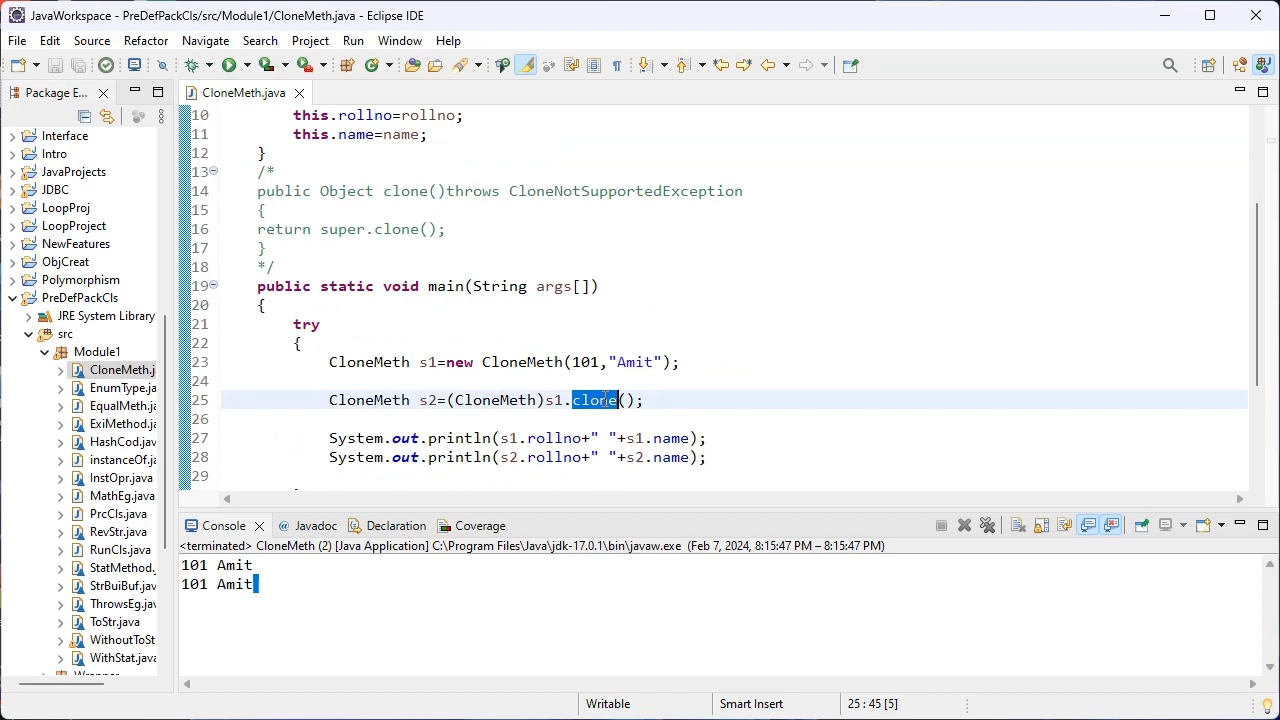 JavaWorkspace - PreDefPackCls/src/Module1/CloneMeth.java - Eclipse IDE
File Edit Source Refactor Navigate Search Project Run Window Help
Package E...
CloneMeth.java
Interface
Intro
JavaProjects
JDBC
LoopProj
LoopProject
NewFeatures
ObjCreat
Polymorphism
PreDefPackCls
JRE System Library
src
Module1
CloneMeth.j
EnumType.ja
EqualMeth.ja
ExiMethod.ja
HashCod.jav
instanceOf.ja
InstOpr.java
MathEg.java
PrcCls.java
RevStr.java
RunCls.java
StatMethod.
StrBuiBuf.jav
ThrowsEg.jav
ToStr.java
WithoutToSt
WithStat.java
10 this.rollno=rollno;
11 this.name=name;
12 }
13 /*
14 public Object clone()throws CloneNotSupportedException
15 {
16 return super.clone();
17 }
18 */
19 public static void main(String args[])
20 {
21 try
22 {
23 CloneMeth s1=new CloneMeth(101,"Amit");
24
25 CloneMeth s2=(CloneMeth)s1.clone();
26
27 System.out.println(s1.rollno+" "+s1.name);
28 System.out.println(s2.rollno+" "+s2.name);
29
Console Javadoc Declaration Coverage
<terminated> CloneMeth (2) [Java Application] C:\Program Files\Java\jdk-17.0.1\bin\javaw.exe (Feb 7, 2024, 8:15:47 PM – 8:15:47 PM)
101 Amit
101 Amit
Writable Smart Insert 25 : 45 [5]